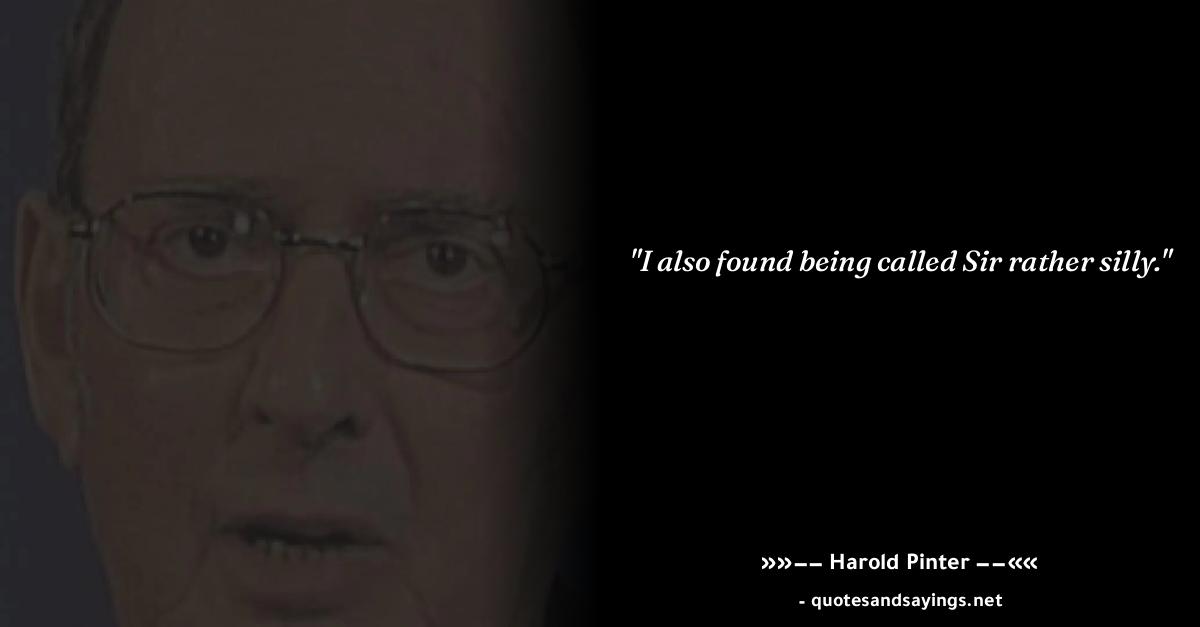 "I also found being called Sir rather silly."
»»−− Harold Pinter −−««
- quotesandsayings.net